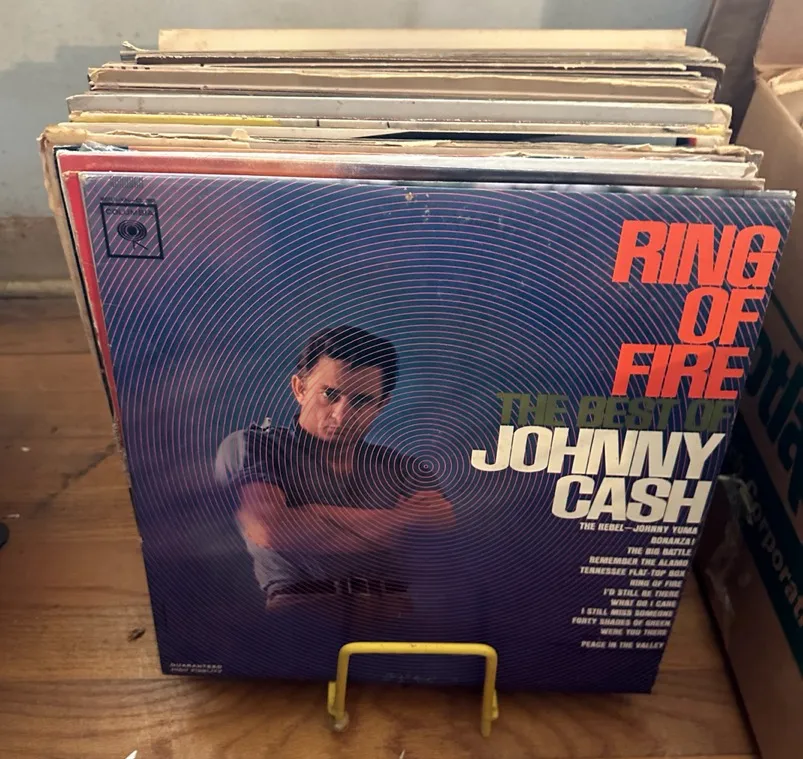 COLUMBIA
RING
OF
FIRE
THE BEST OF
JOHNNY
CASH
THE REBEL—JOHNNY YUMA
BONANZA!
THE BIG BATTLE
REMEMBER THE ALAMO
TENNESSEE FLAT-TOP BOX
RING OF FIRE
I'D STILL BE THERE
WHAT DO I CARE
I STILL MISS SOMEONE
FORTY SHADES OF GREEN
WERE YOU THERE
PEACE IN THE VALLEY
GUARANTEED
HIGH FIDELITY